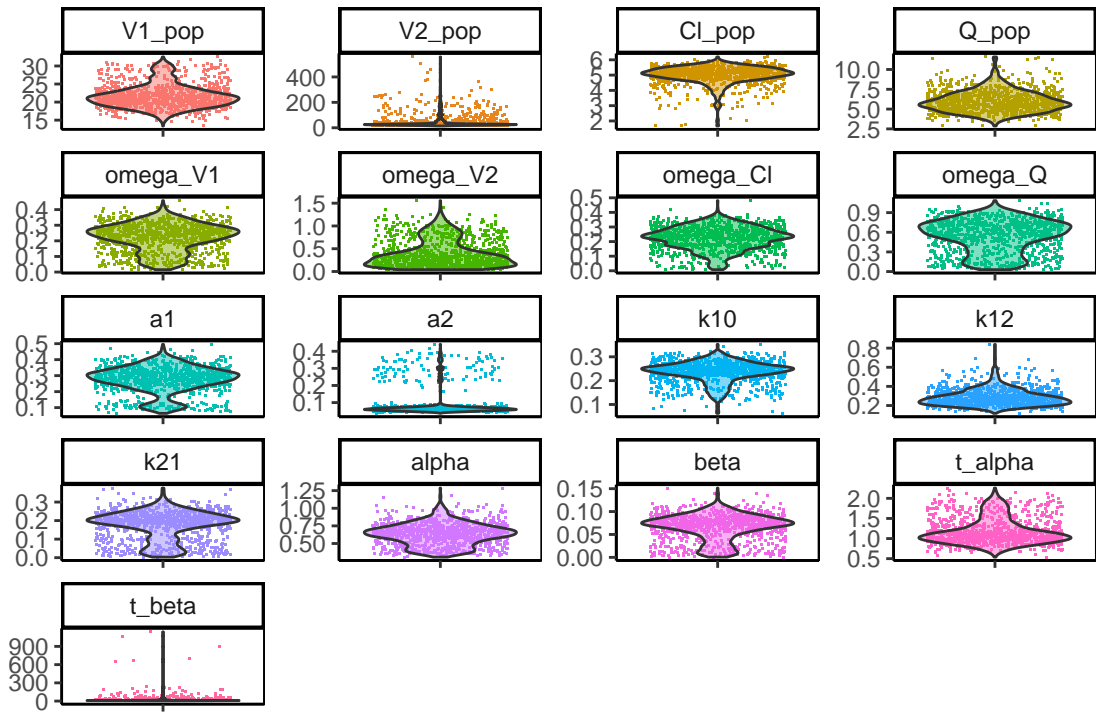 V1_pop V2_pop Cl_pop Q_pop
30 25 20 15
400 200 0
6 5 4 3 2
10.0 7.5 5.0 2.5
omega_V1 omega_V2 omega_Cl omega_Q
0.4 0.3 0.2 0.1 0.0
1.5 1.0 0.5 0.0
0.5 0.4 0.3 0.2 0.1 0.0
0.9 0.6 0.3 0.0
a1 a2 k10 k12
0.5 0.4 0.3 0.2 0.1
0.4 0.3 0.2 0.1
0.3 0.2 0.1
0.8 0.6 0.4 0.2
k21 alpha beta t_alpha
0.3 0.2 0.1 0.0
1.25 1.00 0.75 0.50
0.15 0.10 0.05 0.00
2.0 1.5 1.0 0.5
t_beta
900 600 300 0